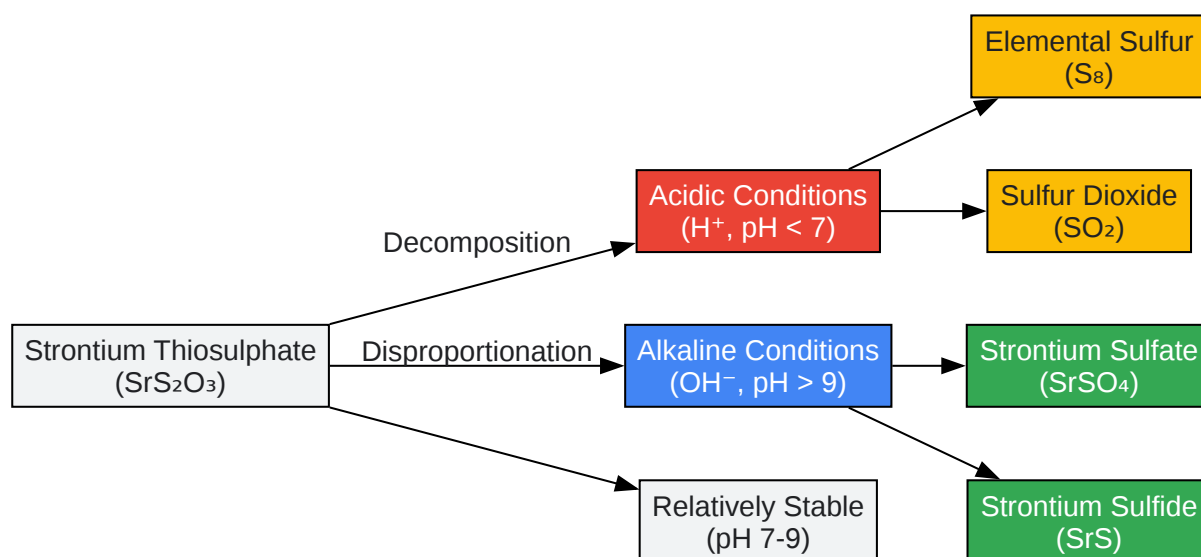 Elemental Sulfur
(S₈)
Acidic Conditions
(H⁺, pH < 7)
Sulfur Dioxide
(SO₂)
Decomposition
Strontium Thiosulphate
(SrS₂O₃)
Disproportionation
Alkaline Conditions
(OH⁻, pH > 9)
Strontium Sulfate
(SrSO₄)
Relatively Stable
(pH 7-9)
Strontium Sulfide
(SrS)